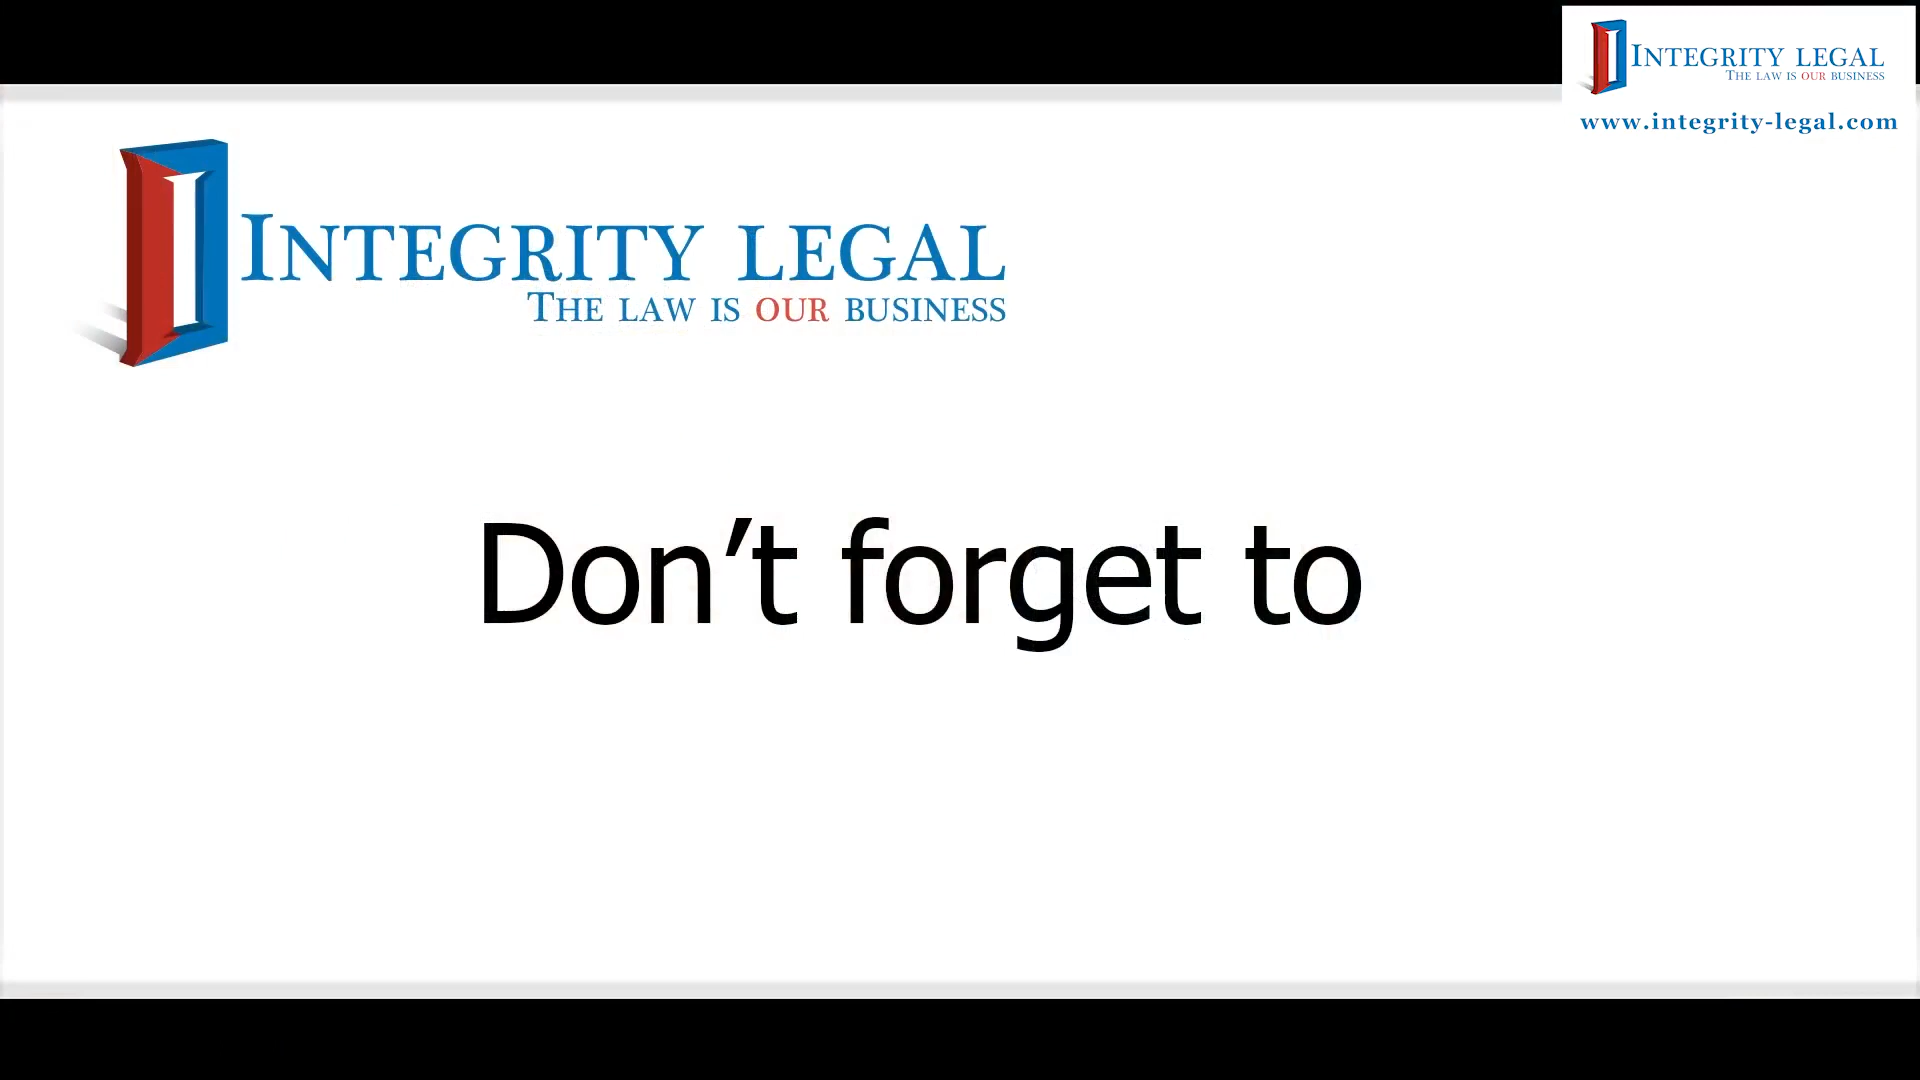 INTEGRITY LEGAL
THE LAW IS OUR BUSINESS
www.integrity-legal.com
INTEGRITY LEGAL
THE LAW IS OUR BUSINESS
Don’t forget to